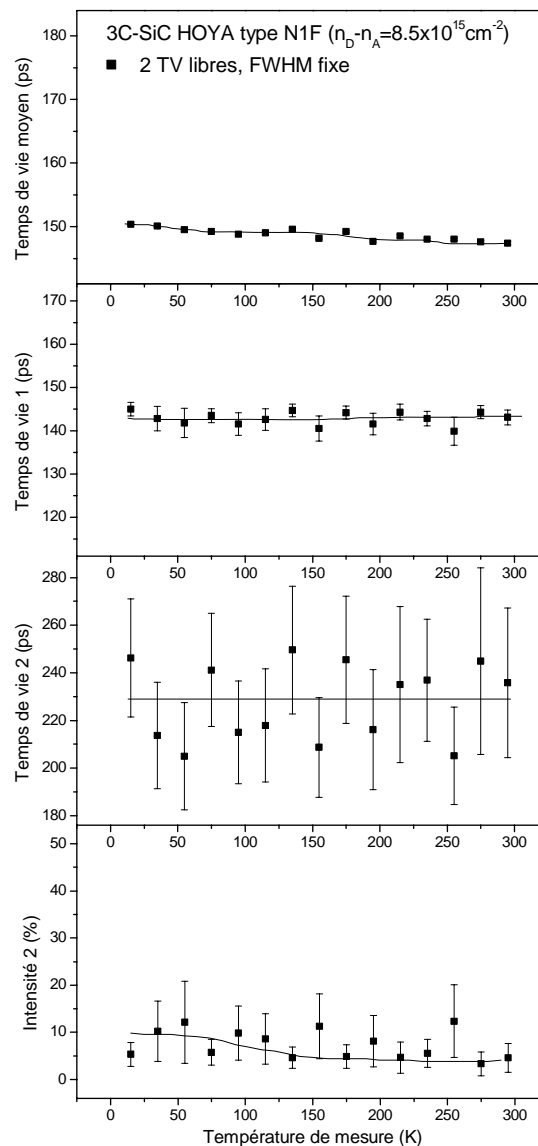 3C-SiC HOYA type N1F (n_D-n_A=8.5x10^15cm^-2)
■ 2 TV libres, FWHM fixe
Temps de vie moyen (ps)
180
170
160
150
0 50 100 150 200 250 300
Temps de vie 1 (ps)
170
160
150
140
130
120
0 50 100 150 200 250 300
Temps de vie 2 (ps)
280
260
240
220
200
180
0 50 100 150 200 250 300
Intensité 2 (%)
50
40
30
20
10
0
0 50 100 150 200 250 300
Température de mesure (K)